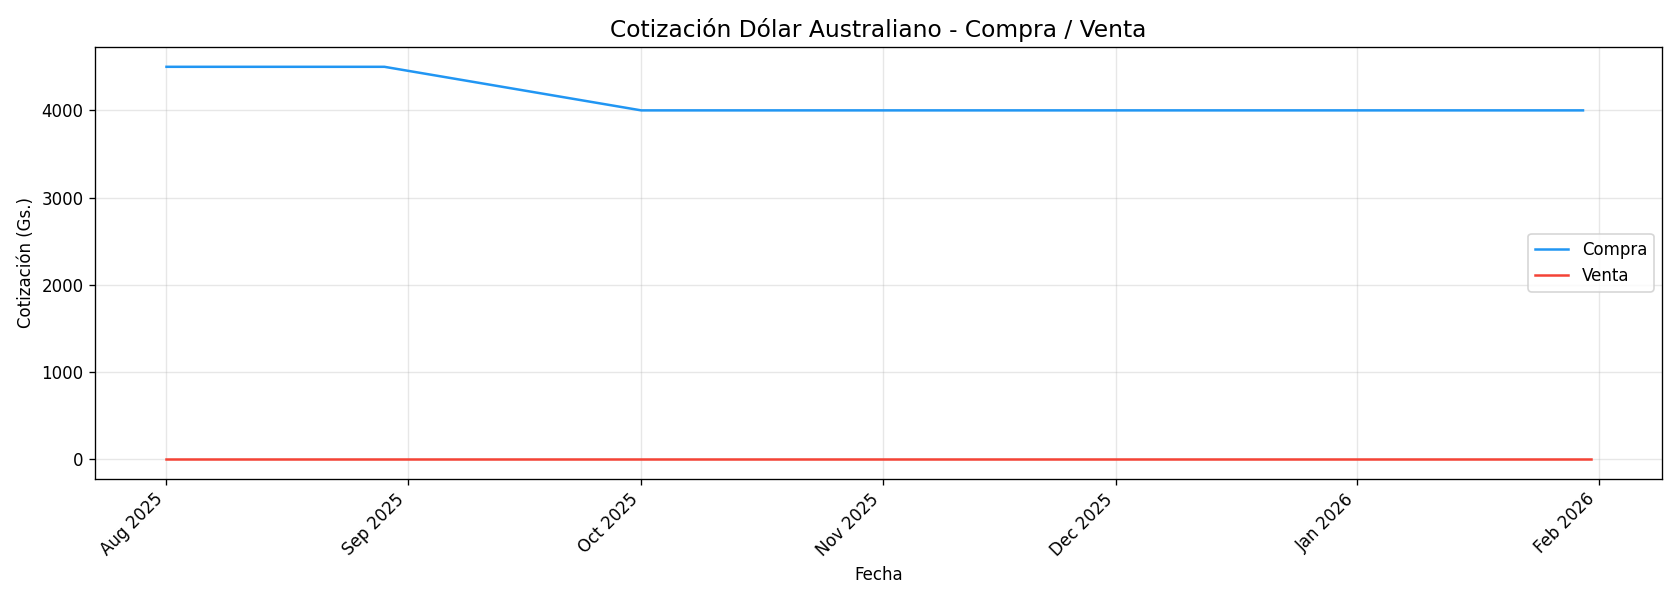 Cotización Dólar Australiano - Compra / Venta
Cotización (Gs.)
4000
3000
2000
1000
0
Compra
Venta
Aug 2025
Sep 2025
Oct 2025
Nov 2025
Dec 2025
Jan 2026
Feb 2026
Fecha